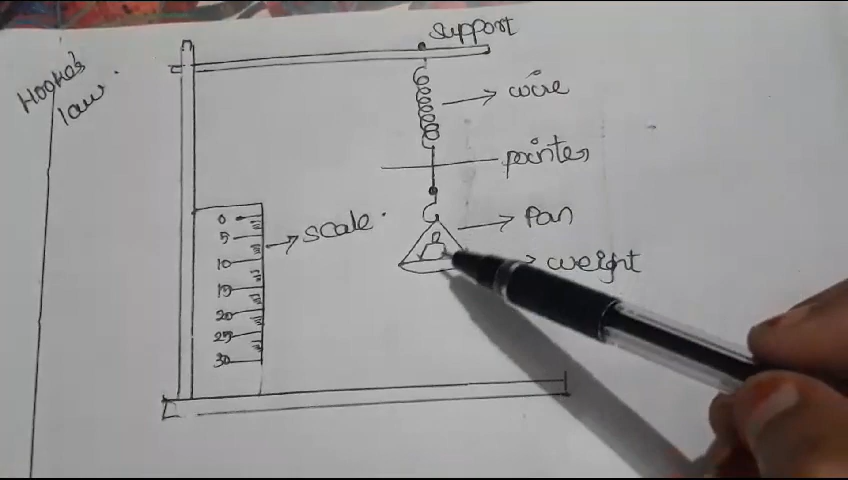 Hooke's
law.
support
wire
pointer
pan
scale.
weight
0
5
10
15
20
25
30